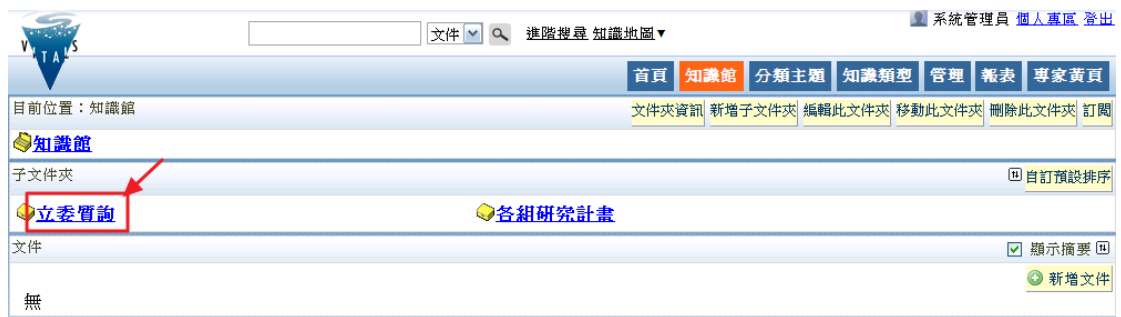 VITALS
文件 進階搜尋 知識地圖▼ 系統管理員 個人專區 登出
首頁 知識館 分類主題 知識類型 管理 報表 專家黃頁
目前位置：知識館 文件夾資訊 新增子文件夾 編輯此文件夾 移動此文件夾 刪除此文件夾 訂閱
知識館
子文件夾 自訂預設排序
立委質詢 各組研究計畫
文件 顯示摘要
新增文件
無